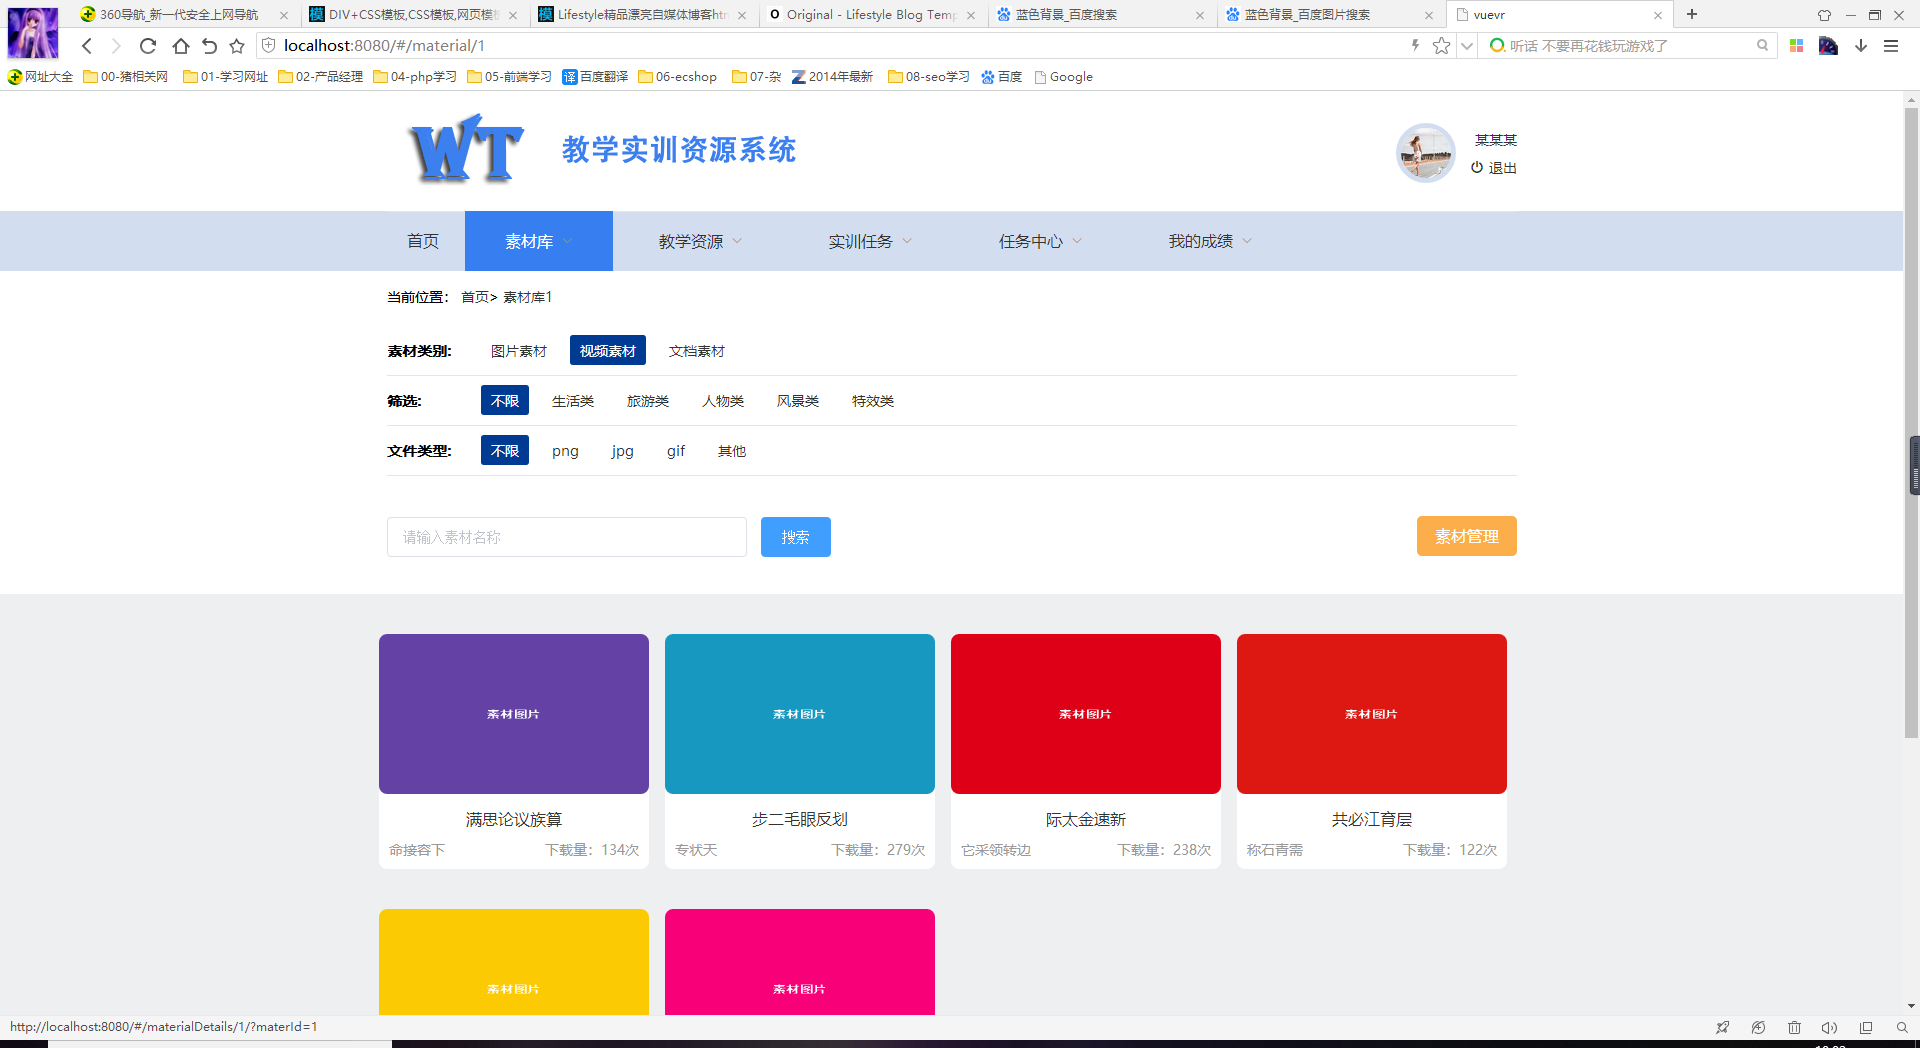 360导航_新一代安全上网导航
DIV+CSS模板,CSS模板,网页模
Lifestyle精品漂亮自媒体博客htm
Original - Lifestyle Blog Temp
蓝色背景_百度搜索
蓝色背景_百度图片搜索
vuevr
localhost:8080/#/material/1
听话 不要再花钱玩游戏了
网址大全
00-猪相关网
01-学习网址
02-产品经理
04-php学习
05-前端学习
译 百度翻译
06-ecshop
07-杂
2014年最新
08-seo学习
百度
Google
WT 教学实训资源系统
某某某
退出
首页 素材库 教学资源 实训任务 任务中心 我的成绩
当前位置： 首页> 素材库1
素材类别: 图片素材 视频素材 文档素材
筛选: 不限 生活类 旅游类 人物类 风景类 特效类
文件类型: 不限 png jpg gif 其他
请输入素材名称 搜索 素材管理
素材图片 素材图片 素材图片 素材图片
满思论议族算 步二毛眼反划 际太金速新 共必江育层
命接容下 下载量：134次 专状天 下载量：279次 它采领转边 下载量：238次 称石青需 下载量：122次
素材图片 素材图片
http://localhost:8080/#/materialDetails/1/?materId=1